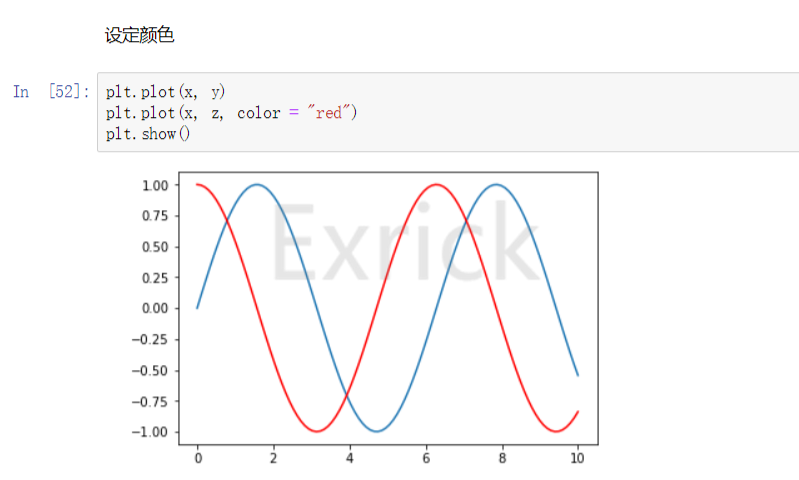 设定颜色
In [52]:
plt.plot(x, y)
plt.plot(x, z, color = "red")
plt.show()
Exrick
1.00
0.75
0.50
0.25
0.00
−0.25
−0.50
−0.75
−1.00
0 2 4 6 8 10